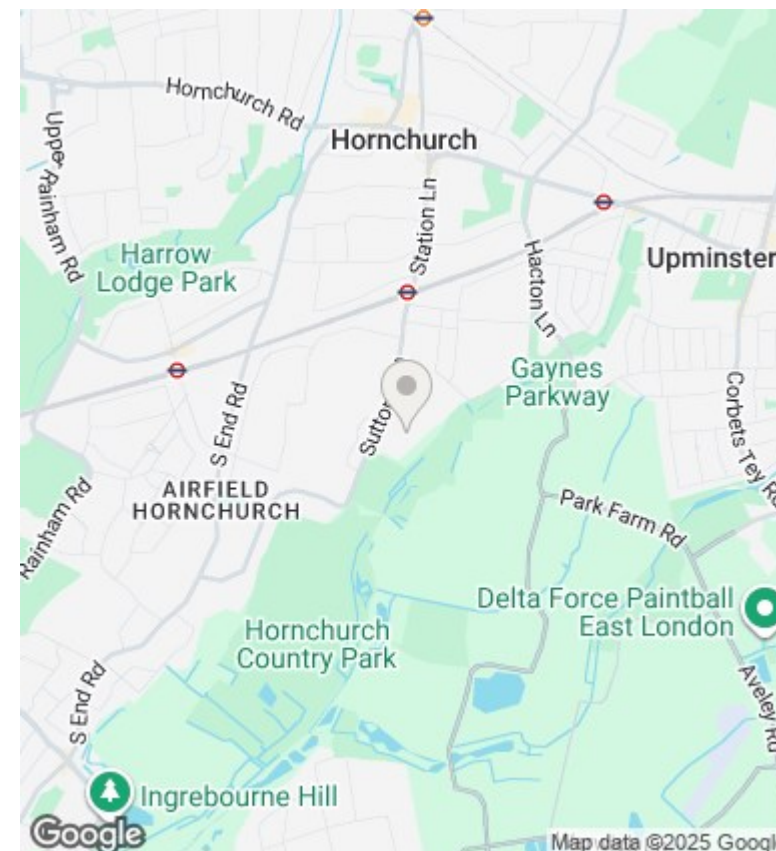 Hornchurch Rd
Hornchurch
Upper Rainham Rd
Station Ln
Harrow
Lodge Park
Hacton Ln
Upminster
Gaynes
Parkway
S End Rd
Sutto
Corbets Tey Rd
AIRFIELD
HORNCHURCH
Rainham Rd
Park Farm Rd
Delta Force Paintball
East London
Hornchurch
Country Park
S End Rd
Aveley Rd
Ingrebourne Hill
Google
Map data ©2025 Googl